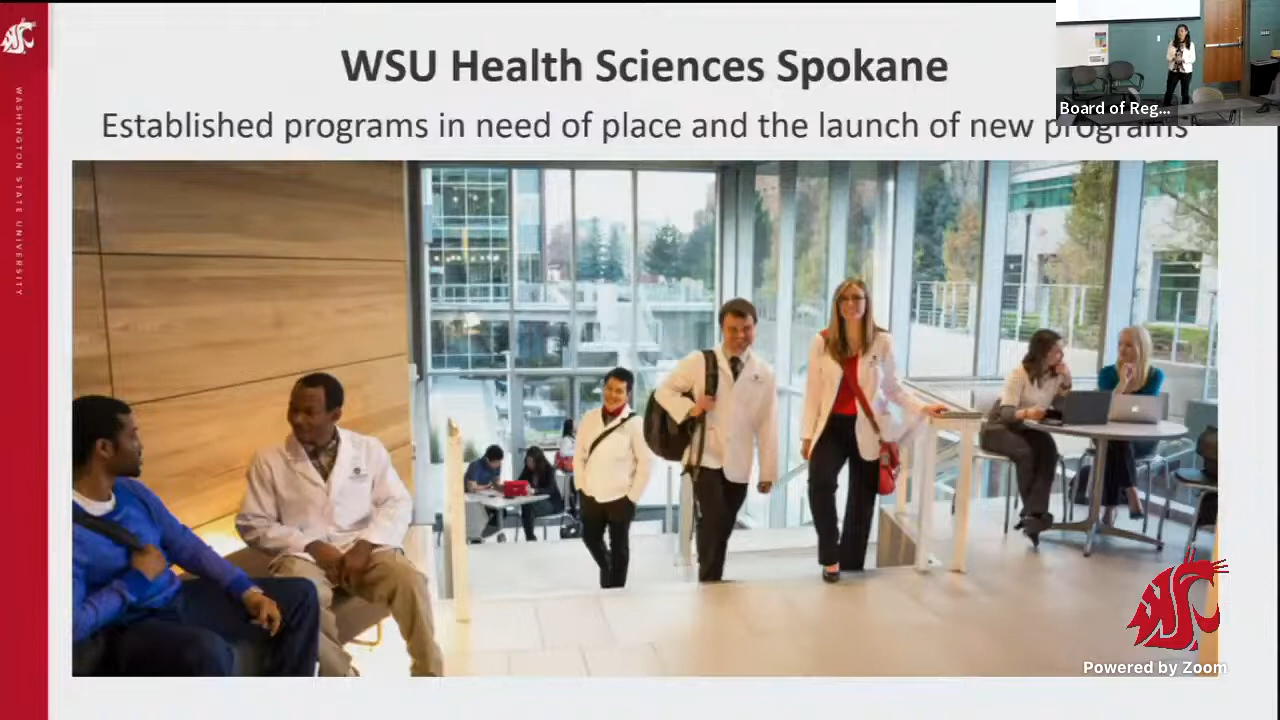 WSU Health Sciences Spokane
Established programs in need of place and the launch of new programs
Board of Reg...
WASHINGTON STATE UNIVERSITY
Powered by Zoom